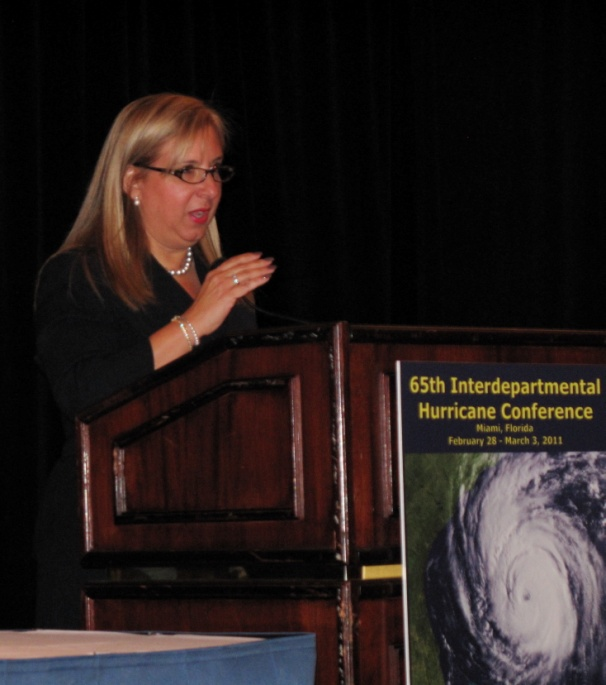 65th Interdepartmental
Hurricane Conference
Miami, Florida
February 28 - March 3, 2011